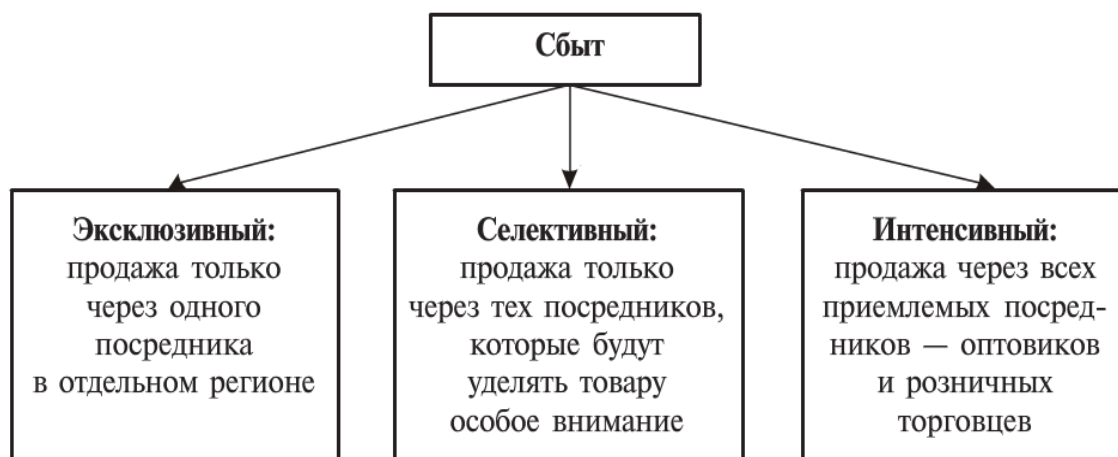 Сбыт
Эксклюзивный:
продажа только
через одного
посредника
в отдельном регионе
Селективный:
продажа только
через тех посредников,
которые будут
уделять товару
особое внимание
Интенсивный:
продажа через всех
приемлемых посред-
ников — оптовиков
и розничных
торговцев